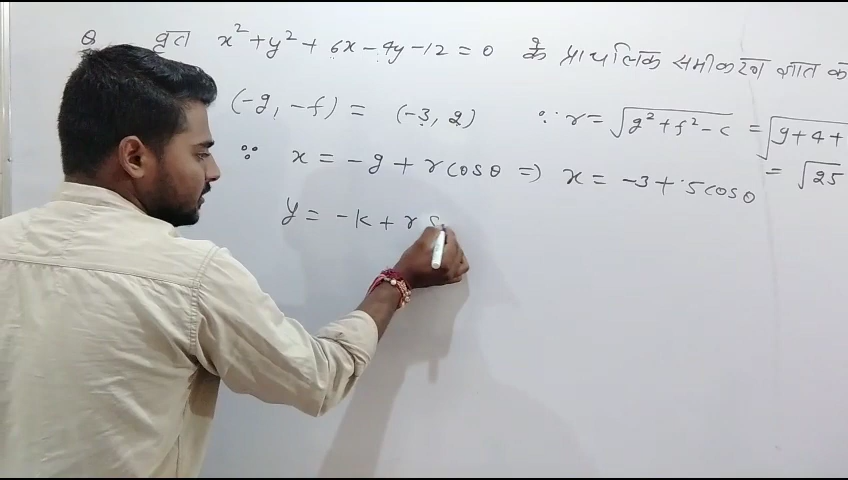 Q. वृत x² + y² + 6x - 4y - 12 = 0 के प्राचलिक समीकरण ज्ञात क
(-g, -f) = (-3, 2) ∵ r = √g² + f² - c = √9 + 4 +
∵ x = -g + r cosθ ⇒ x = -3 + 5 cosθ = √25
y = -k + r s